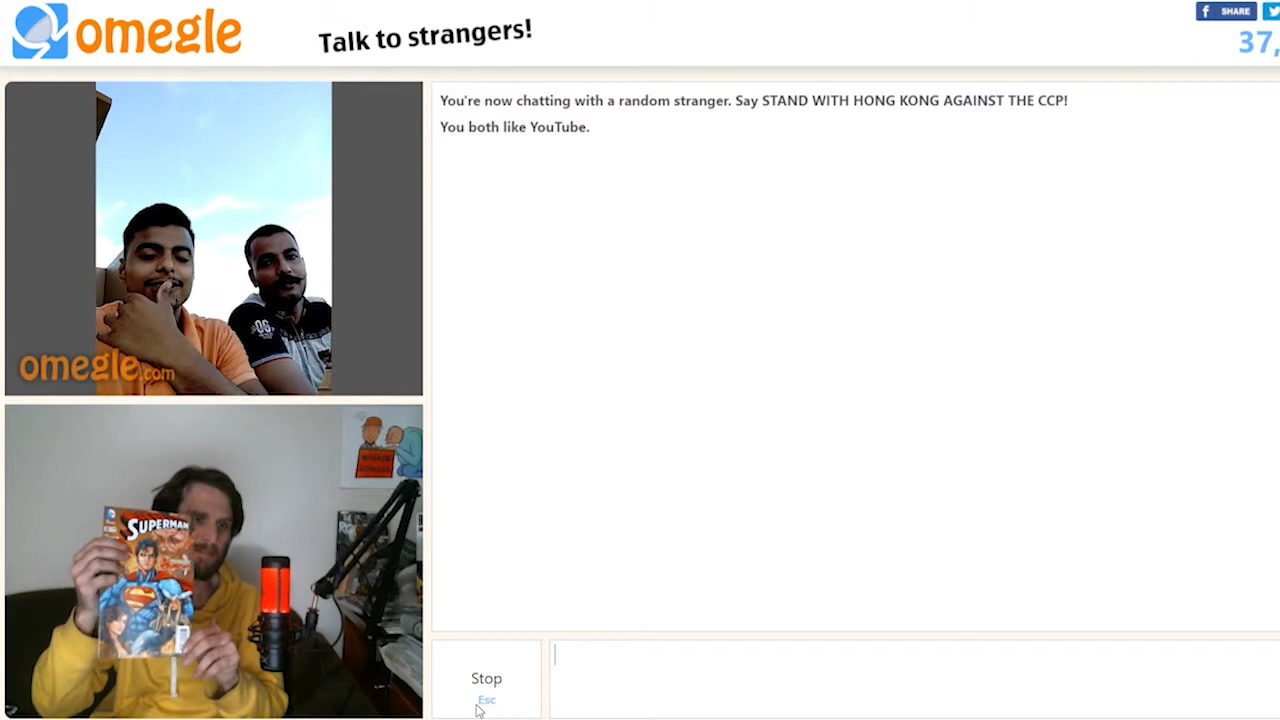 omegle
Talk to strangers!
SHARE
37,
You're now chatting with a random stranger. Say STAND WITH HONG KONG AGAINST THE CCP!
You both like YouTube.
omegle.com
SUPERMAN
Stop
Esc